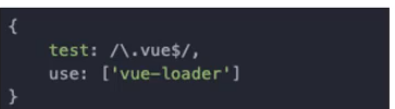 {
    test: /\.vue$/,
    use: ['vue-loader']
}